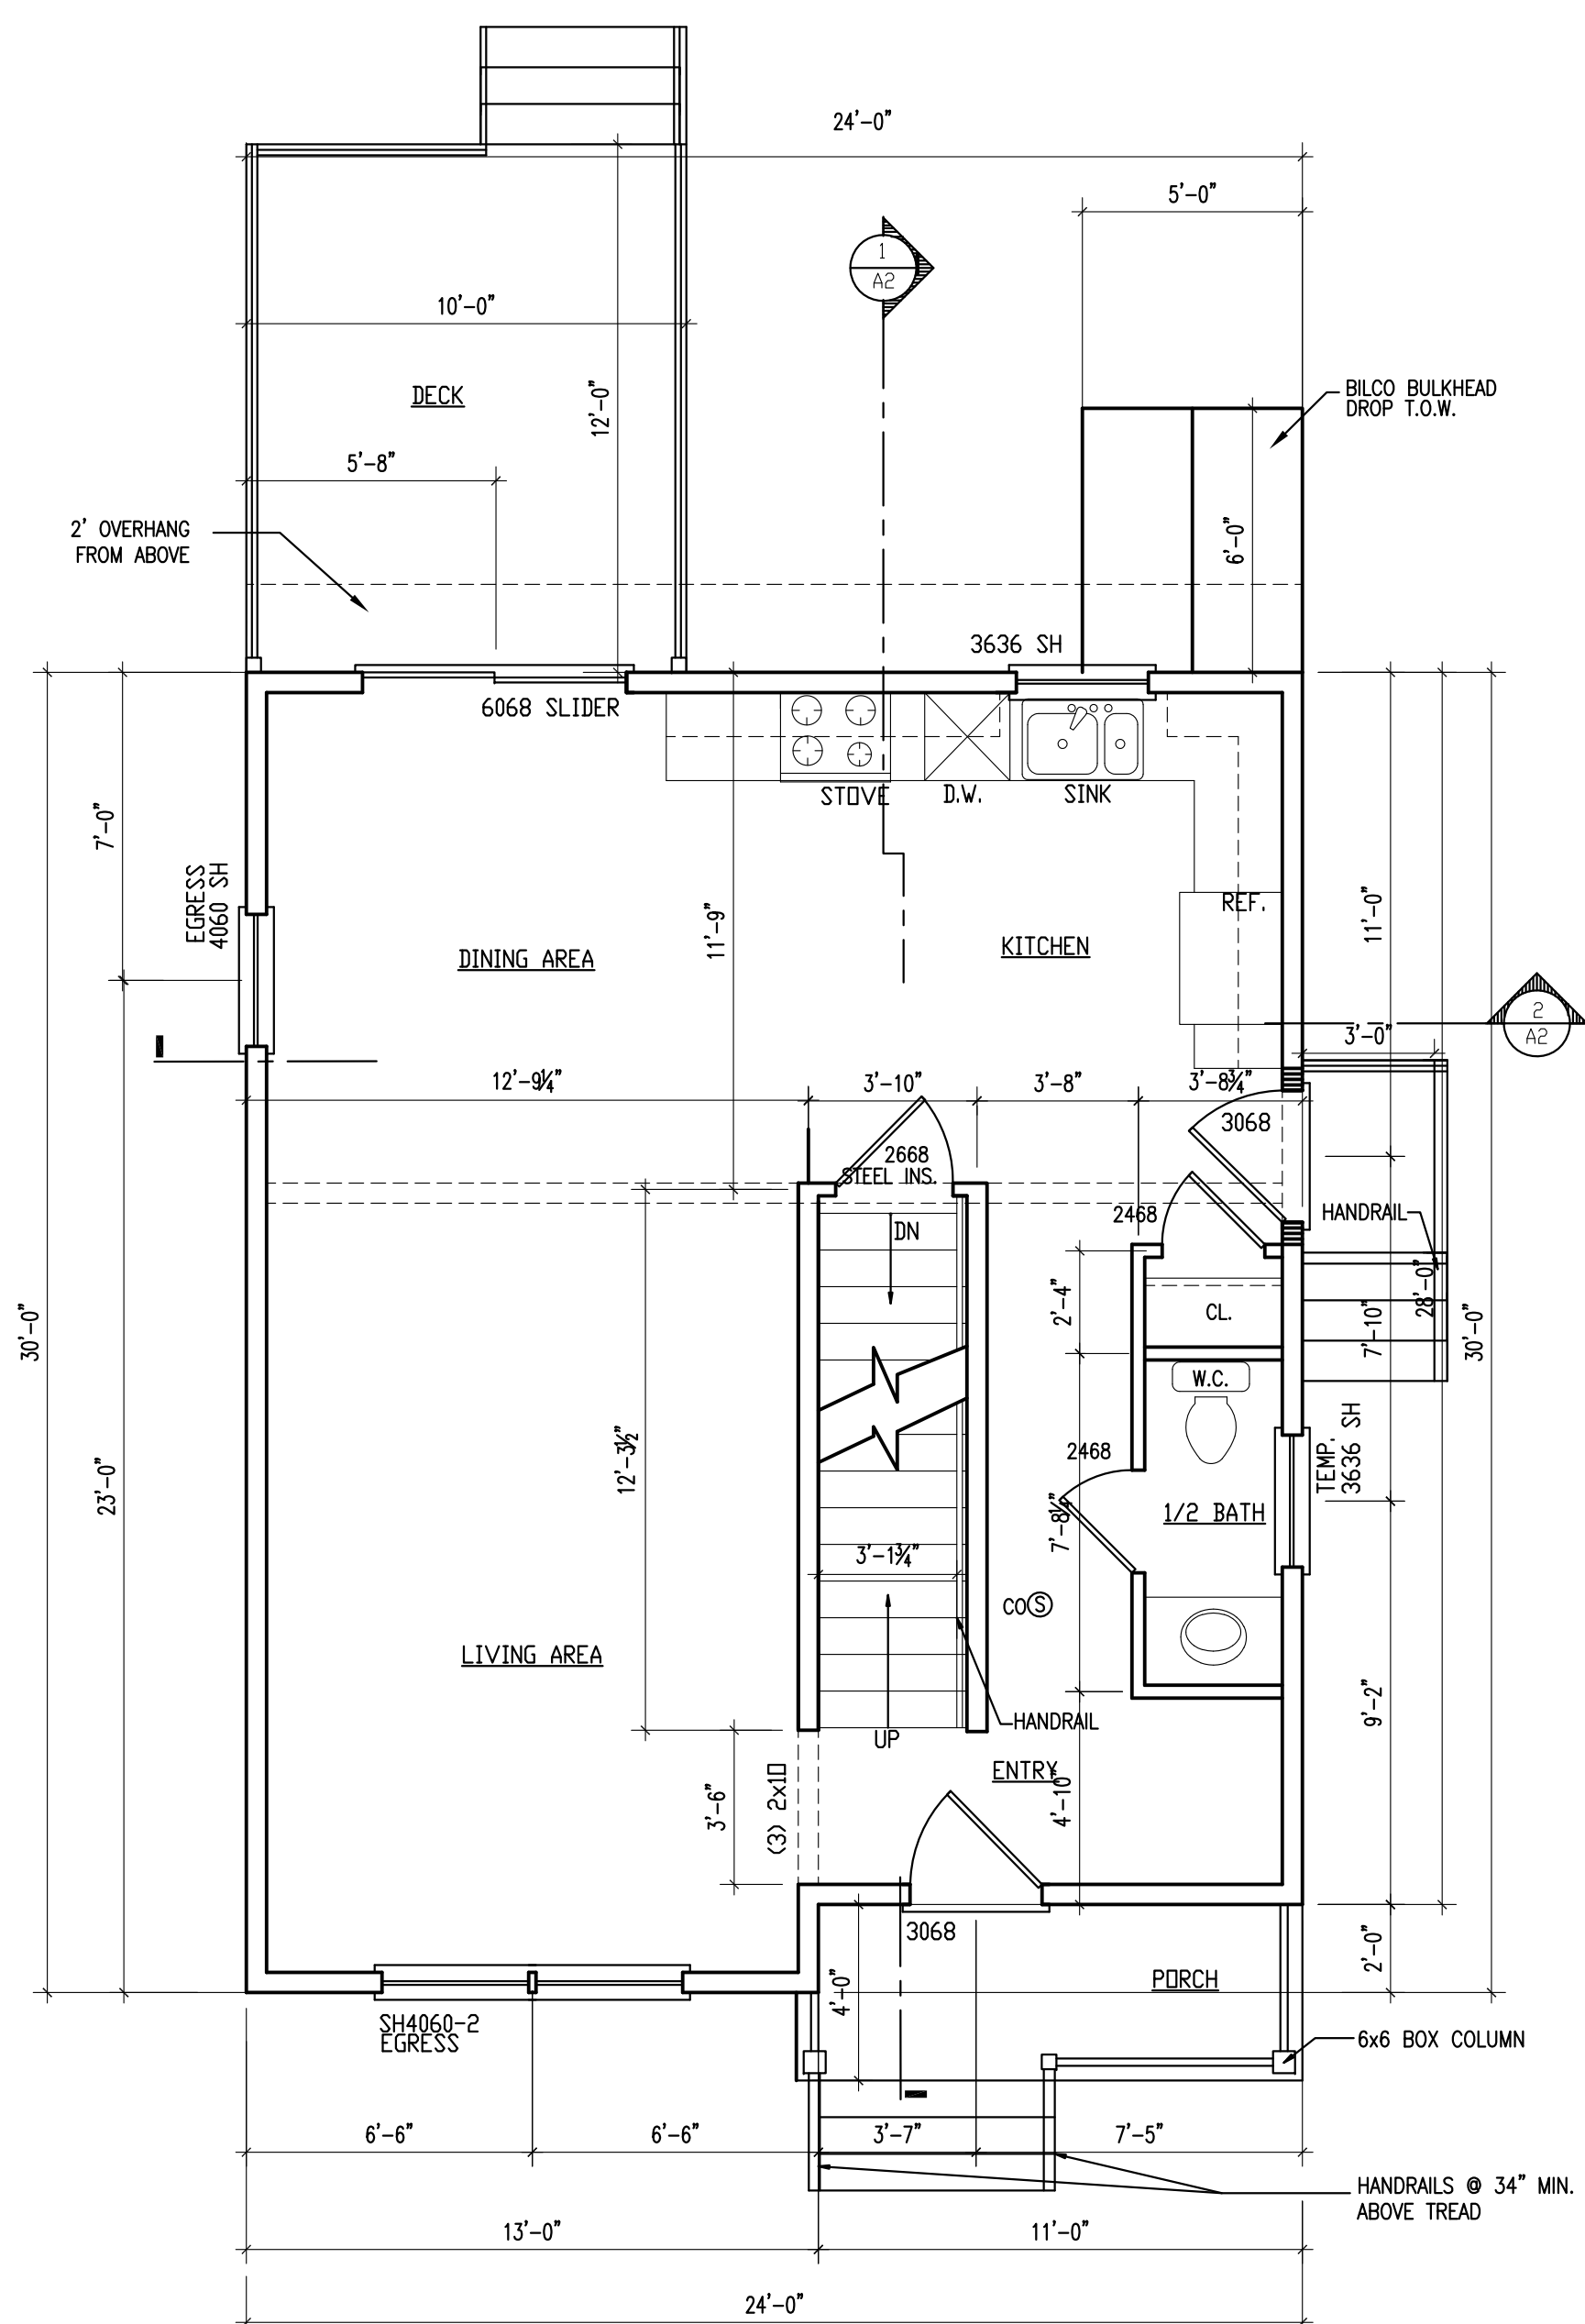 24'-0"
5'-0"
1
A2
10'-0"
DECK
12'-0"
BILCO BULKHEAD
DROP T.O.W.
5'-8"
2' OVERHANG
FROM ABOVE
6'-0"
3636 SH
6068 SLIDER
STOVE
D.W.
SINK
7'-0"
EGRESS
4060 SH
REF.
11'-0"
11'-9"
DINING AREA
KITCHEN
2
A2
3'-0"
12'-9¼"
3'-10"
3'-8"
3'-8¾"
3068
2668
STEEL INS.
2468
HANDRAIL
DN
2'-4"
CL.
28'-0"
7'-10"
30'-0"
30'-0"
W.C.
12'-3½"
2468
TEMP.
3636 SH
23'-0"
7'-8¼"
1/2 BATH
3'-1¾"
CO
S
LIVING AREA
9'-2"
HANDRAIL
UP
ENTRY
3'-6"
(3) 2x10
4'-10"
3068
2'-0"
4'-0"
PORCH
SH4060-2
EGRESS
6x6 BOX COLUMN
6'-6"
6'-6"
3'-7"
7'-5"
HANDRAILS @ 34" MIN.
ABOVE TREAD
13'-0"
11'-0"
24'-0"